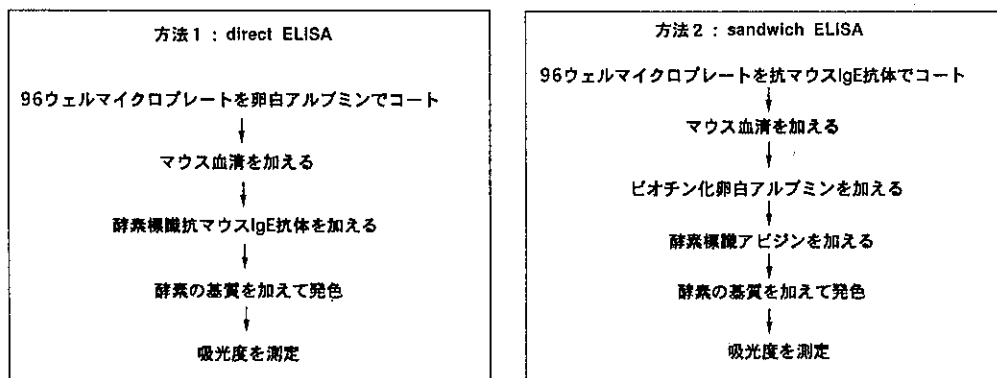 方法1 : direct ELISA
96ウェルマイクロプレートを卵白アルブミンでコート
マウス血清を加える
酵素標識抗マウスIgE抗体を加える
酵素の基質を加えて発色
吸光度を測定
方法2 : sandwich ELISA
96ウェルマイクロプレートを抗マウスIgE抗体でコート
マウス血清を加える
ビオチン化卵白アルブミンを加える
酵素標識アビジンを加える
酵素の基質を加えて発色
吸光度を測定